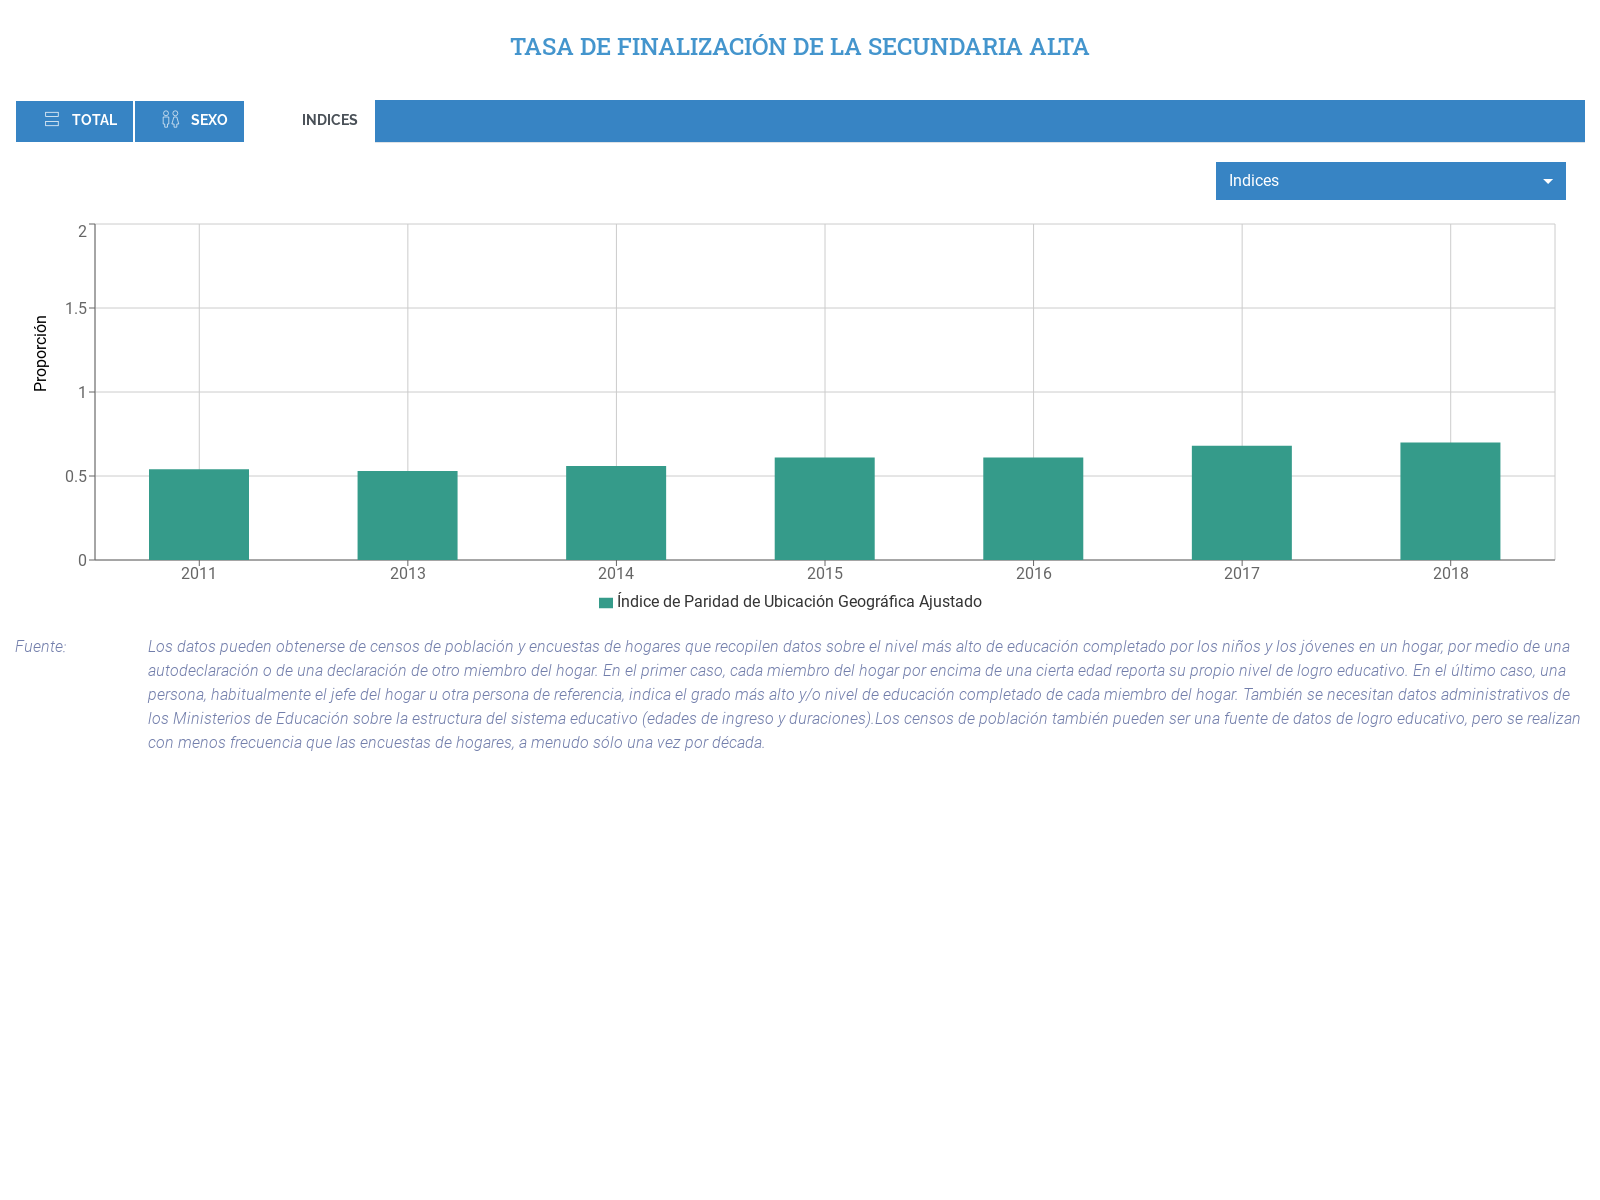 TASA DE FINALIZACIÓN DE LA SECUNDARIA ALTA
TOTAL SEXO INDICES
Indices
2
1.5
1
0.5
0
Proporción
2011 2013 2014 2015 2016 2017 2018
Índice de Paridad de Ubicación Geográfica Ajustado
Fuente: Los datos pueden obtenerse de censos de población y encuestas de hogares que recopilen datos sobre el nivel más alto de educación completado por los niños y los jóvenes en un hogar, por medio de una
autodeclaración o de una declaración de otro miembro del hogar. En el primer caso, cada miembro del hogar por encima de una cierta edad reporta su propio nivel de logro educativo. En el último caso, una
persona, habitualmente el jefe del hogar u otra persona de referencia, indica el grado más alto y/o nivel de educación completado de cada miembro del hogar. También se necesitan datos administrativos de
los Ministerios de Educación sobre la estructura del sistema educativo (edades de ingreso y duraciones).Los censos de población también pueden ser una fuente de datos de logro educativo, pero se realizan
con menos frecuencia que las encuestas de hogares, a menudo sólo una vez por década.